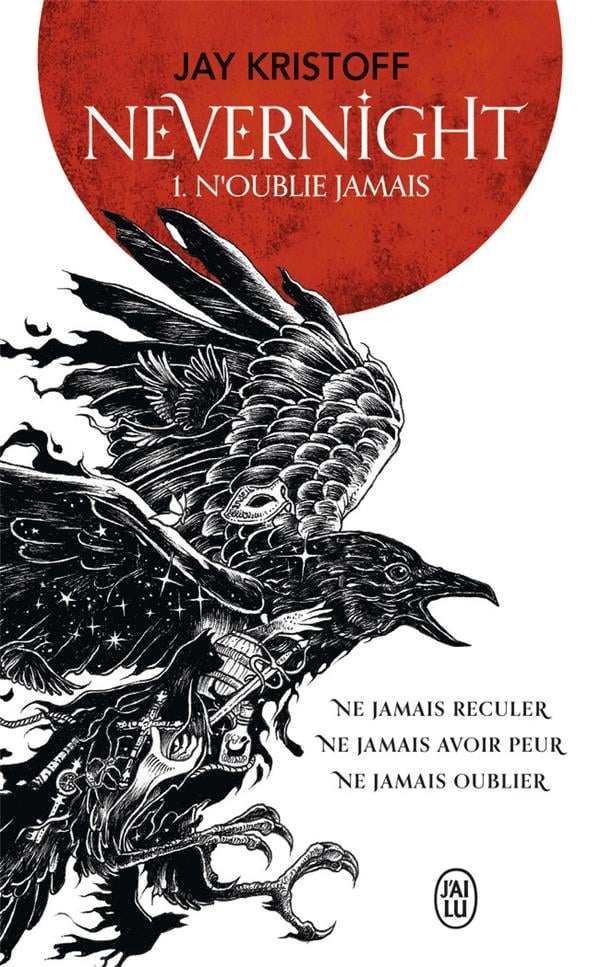 JAY KRISTOFF
NEVERNIGHT
1. N'OUBLIE JAMAIS
NE JAMAIS RECULER
NE JAMAIS AVOIR PEUR
NE JAMAIS OUBLIER
J'AI
LU